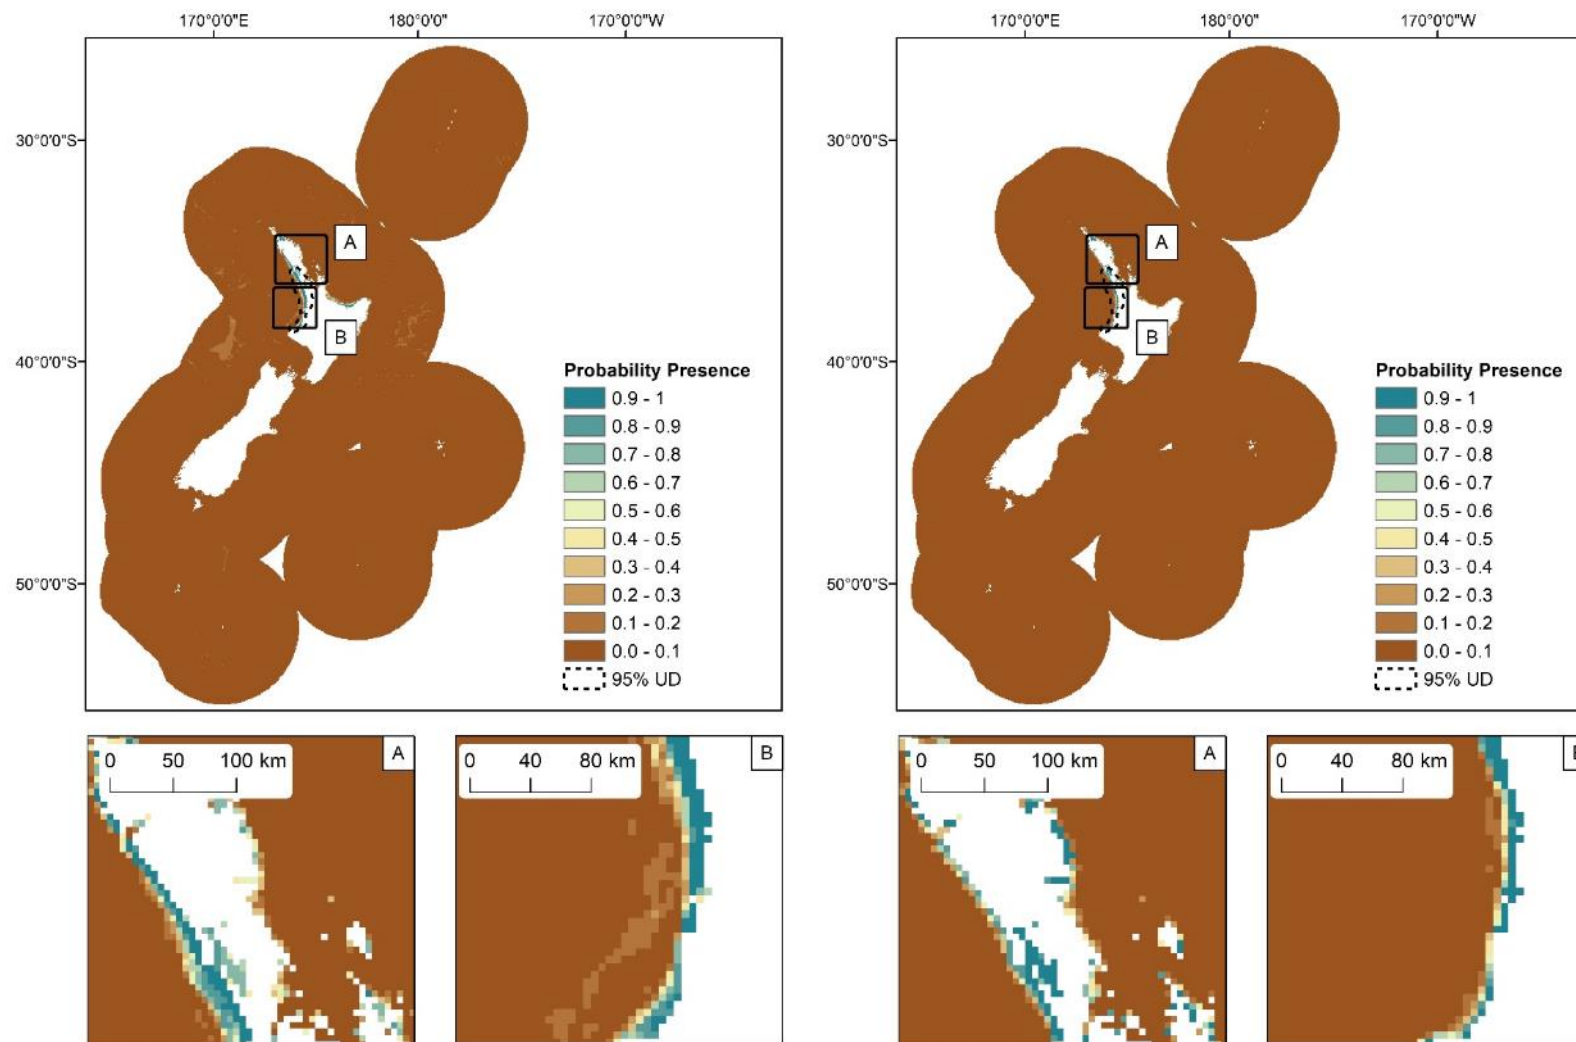 170°0'0"E 180°0'0" 170°0'0"W
30°0'0"S
A
B
40°0'0"S
50°0'0"S
Probability Presence
0.9 - 1
0.8 - 0.9
0.7 - 0.8
0.6 - 0.7
0.5 - 0.6
0.4 - 0.5
0.3 - 0.4
0.2 - 0.3
0.1 - 0.2
0.0 - 0.1
95% UD
0 50 100 km
A
0 40 80 km
B
170°0'0"E 180°0'0" 170°0'0"W
30°0'0"S
A
B
40°0'0"S
50°0'0"S
Probability Presence
0.9 - 1
0.8 - 0.9
0.7 - 0.8
0.6 - 0.7
0.5 - 0.6
0.4 - 0.5
0.3 - 0.4
0.2 - 0.3
0.1 - 0.2
0.0 - 0.1
95% UD
0 50 100 km
A
0 40 80 km